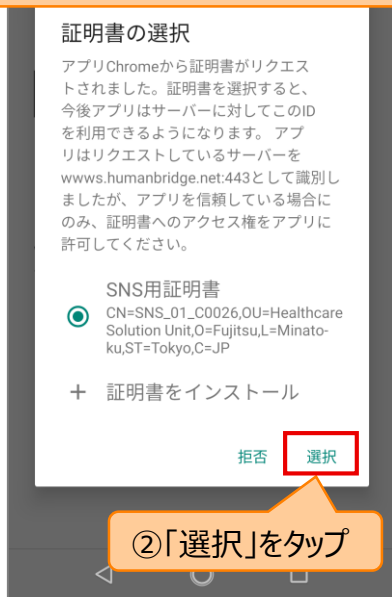 証明書の選択
アプリChromeから証明書がリクエス
トされました。証明書を選択すると、
今後アプリはサーバーに対してこのID
を利用できるようになります。 アプ
リはリクエストしているサーバーを
wwws.humanbridge.net:443として識別し
ましたが、アプリを信頼している場合に
のみ、証明書へのアクセス権をアプリに
許可してください。
SNS用証明書
CN=SNS_01_C0026,OU=Healthcare
Solution Unit,O=Fujitsu,L=Minato-
ku,ST=Tokyo,C=JP
+ 証明書をインストール
拒否 選択
②「選択」をタップ